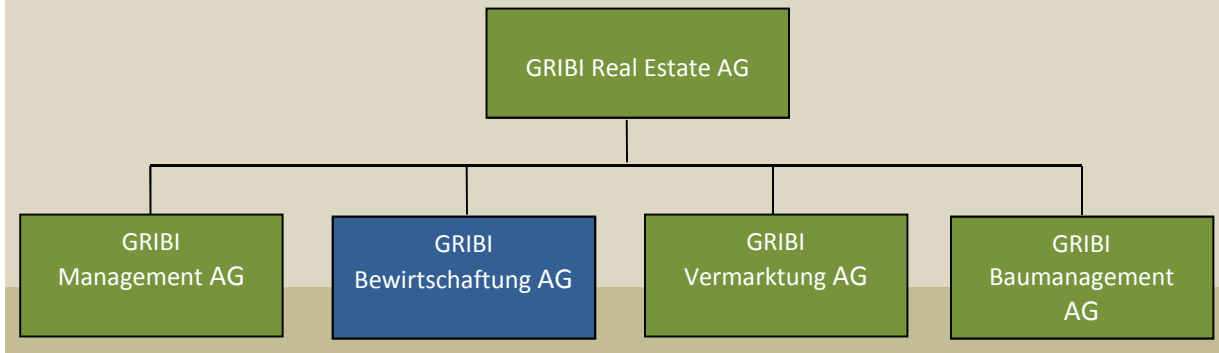 GRIBI Real Estate AG
GRIBI
Management AG
GRIBI
Bewirtschaftung AG
GRIBI
Vermarktung AG
GRIBI
Baumanagement
AG